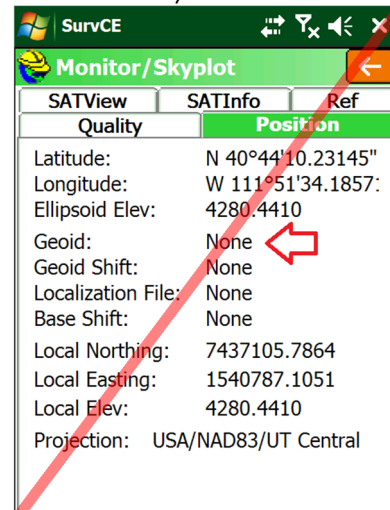 SurvCE
Monitor/Skyplot
SATView SATInfo Ref
Quality Position
Latitude: N 40°44'10.23145"
Longitude: W 111°51'34.1857
Ellipsoid Elev: 4280.4410
Geoid: None
Geoid Shift: None
Localization File: None
Base Shift: None
Local Northing: 7437105.7864
Local Easting: 1540787.1051
Local Elev: 4280.4410
Projection: USA/NAD83/UT Central